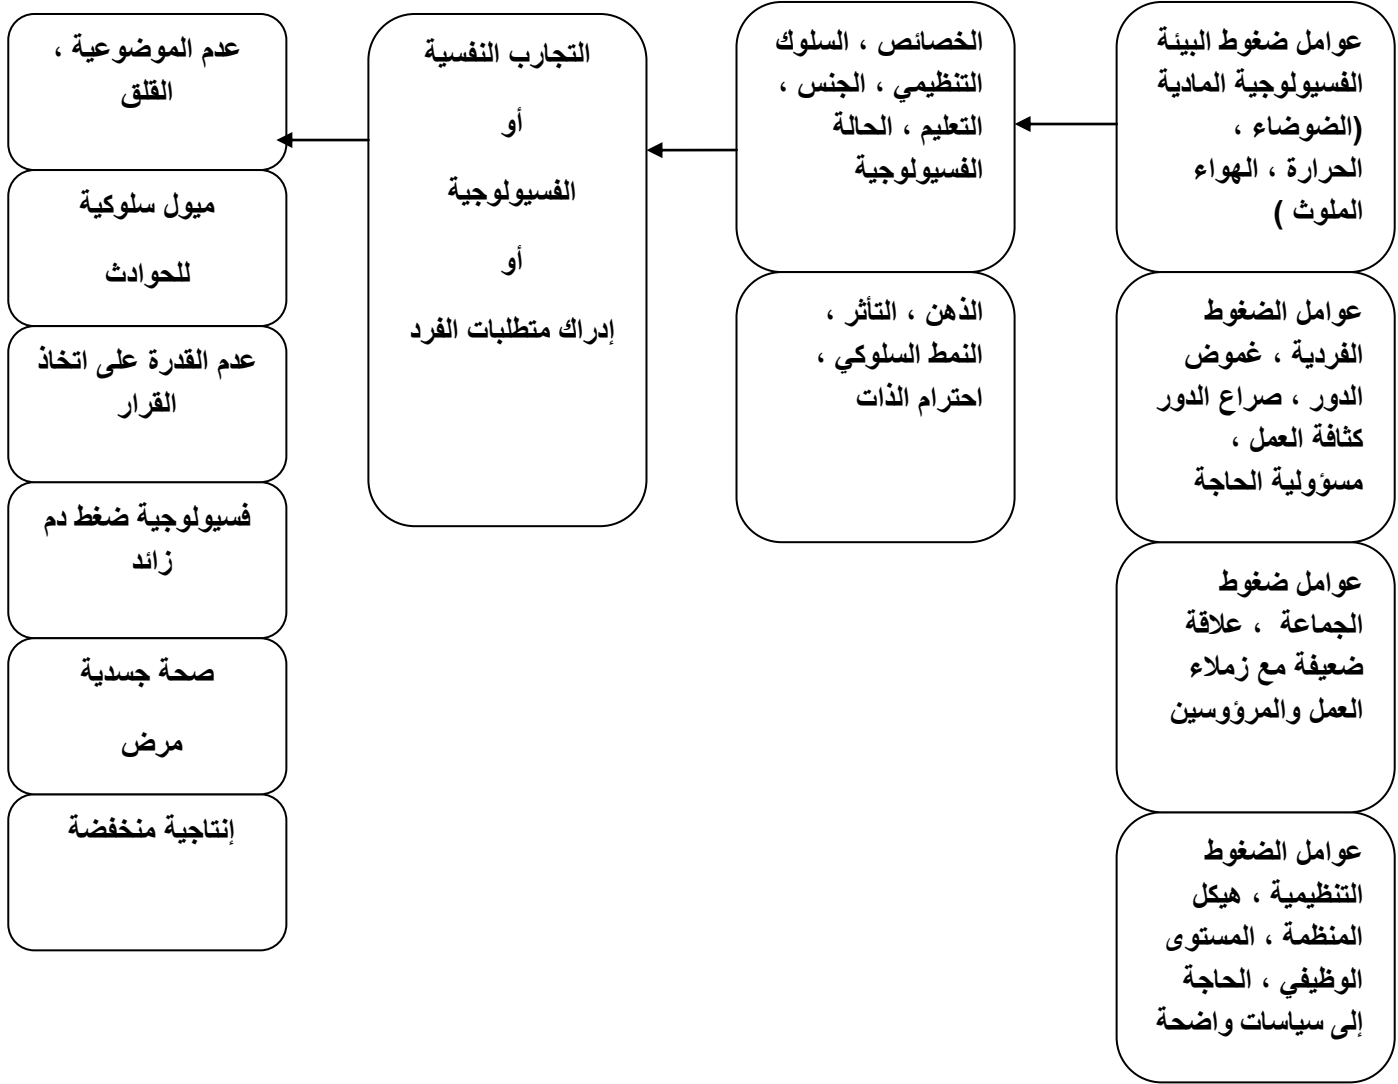 عوامل ضغوط البيئة
الفسيولوجية المادية
(الضوضاء ،
الحرارة ، الهواء
الملوث )
عوامل الضغوط
الفردية ، غموض
الدور ، صراع الدور
كثافة العمل ،
مسؤولية الحاجة
عوامل ضغوط
الجماعة ، علاقة
ضعيفة مع زملاء
العمل والمرؤوسين
عوامل الضغوط
التنظيمية ، هيكل
المنظمة ، المستوى
الوظيفي ، الحاجة
إلى سياسات واضحة
الخصائص ، السلوك
التنظيمي ، الجنس ،
التعليم ، الحالة
الفسيولوجية
الذهن ، التأثر ،
النمط السلوكي ،
احترام الذات
التجارب النفسية
أو
الفسيولوجية
أو
إدراك متطلبات الفرد
عدم الموضوعية ،
القلق
ميول سلوكية
للحوادث
عدم القدرة على اتخاذ
القرار
فسيولوجية ضغط دم
زائد
صحة جسدية
مرض
إنتاجية منخفضة